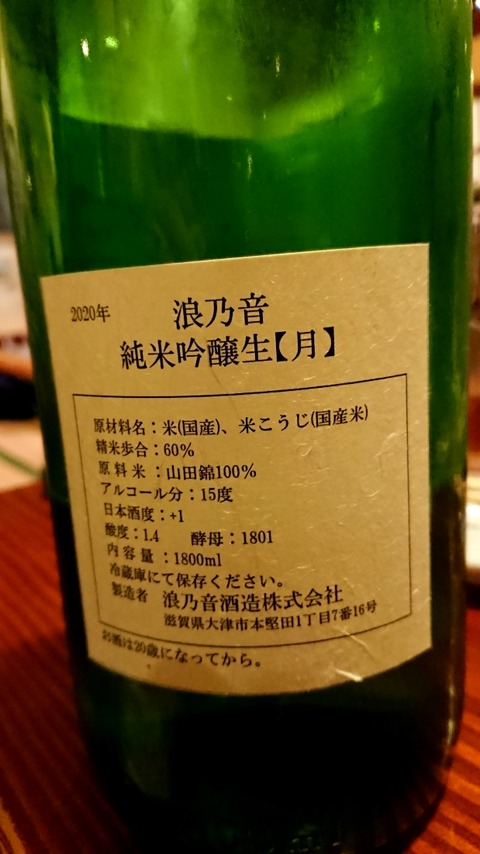 2020年
浪乃音
純米吟醸生【月】
原材料名：米(国産)、米こうじ(国産米)
精米歩合：60%
原料米：山田錦100%
アルコール分：15度
日本酒度：+1
酸度：1.4 酵母：1801
内容量：1800ml
冷蔵庫にて保存ください。
製造者 浪乃音酒造株式会社
滋賀県大津市本堅田1丁目7番16号
お酒は20歳になってから。